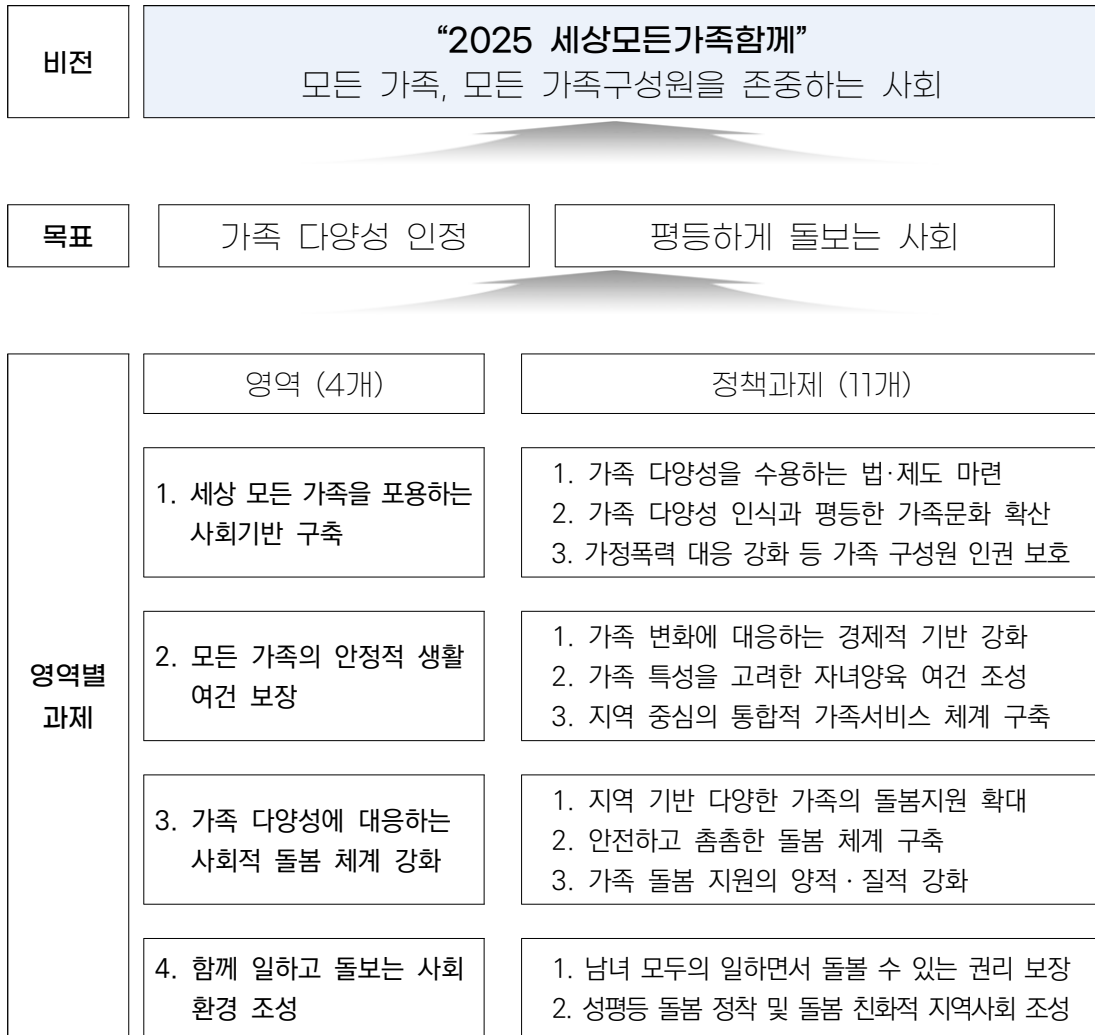 비전
“2025 세상모든가족함께”
모든 가족, 모든 가족구성원을 존중하는 사회
목표
가족 다양성 인정
평등하게 돌보는 사회
영역별
과제
영역 (4개)
정책과제 (11개)
1. 세상 모든 가족을 포용하는
사회기반 구축
1. 가족 다양성을 수용하는 법·제도 마련
2. 가족 다양성 인식과 평등한 가족문화 확산
3. 가정폭력 대응 강화 등 가족 구성원 인권 보호
2. 모든 가족의 안정적 생활
여건 보장
1. 가족 변화에 대응하는 경제적 기반 강화
2. 가족 특성을 고려한 자녀양육 여건 조성
3. 지역 중심의 통합적 가족서비스 체계 구축
3. 가족 다양성에 대응하는
사회적 돌봄 체계 강화
1. 지역 기반 다양한 가족의 돌봄지원 확대
2. 안전하고 촘촘한 돌봄 체계 구축
3. 가족 돌봄 지원의 양적 · 질적 강화
4. 함께 일하고 돌보는 사회
환경 조성
1. 남녀 모두의 일하면서 돌볼 수 있는 권리 보장
2. 성평등 돌봄 정착 및 돌봄 친화적 지역사회 조성